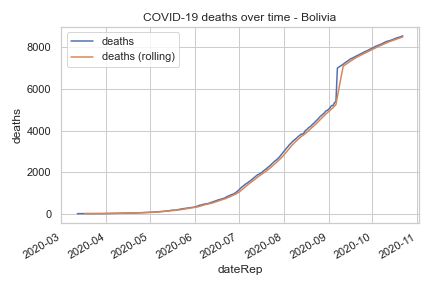 COVID-19 deaths over time - Bolivia
deaths
deaths (rolling)
deaths
8000
6000
4000
2000
0
2020-03
2020-04
2020-05
2020-06
2020-07
2020-08
2020-09
2020-10
2020-11
dateRep